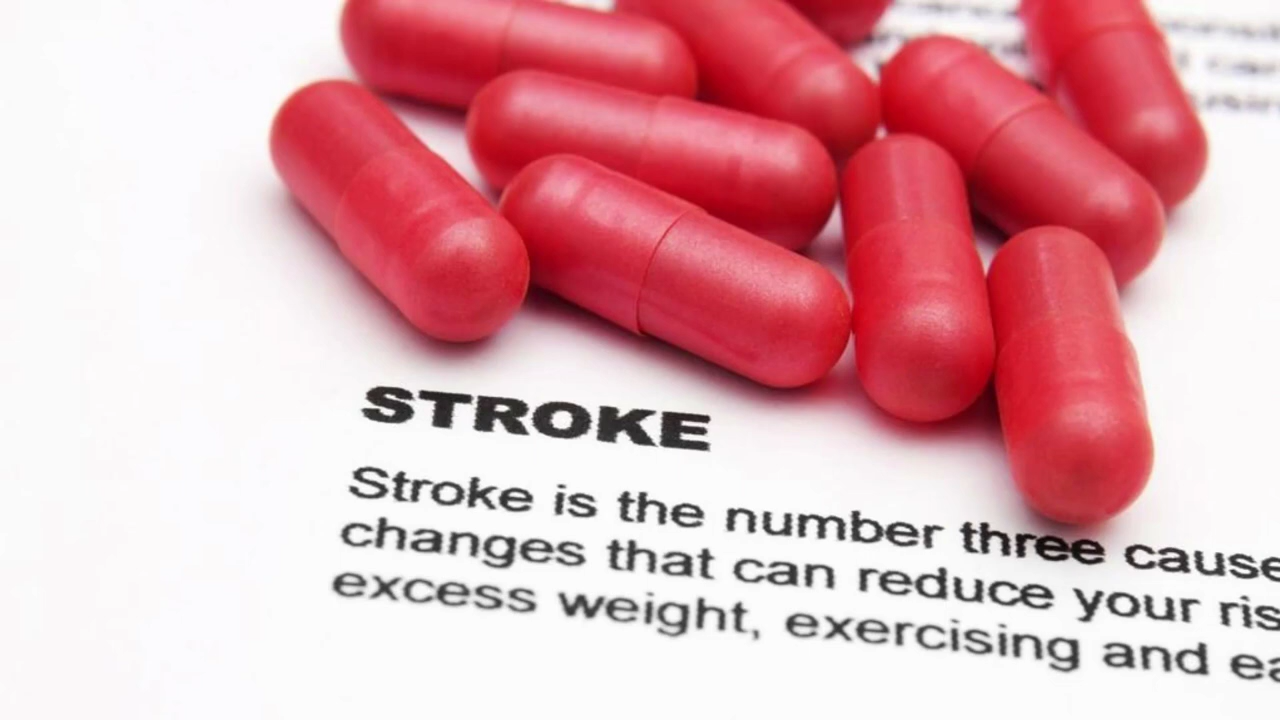 STROKE
Stroke is the number three cause
changes that can reduce your ris
excess weight, exercising and ea